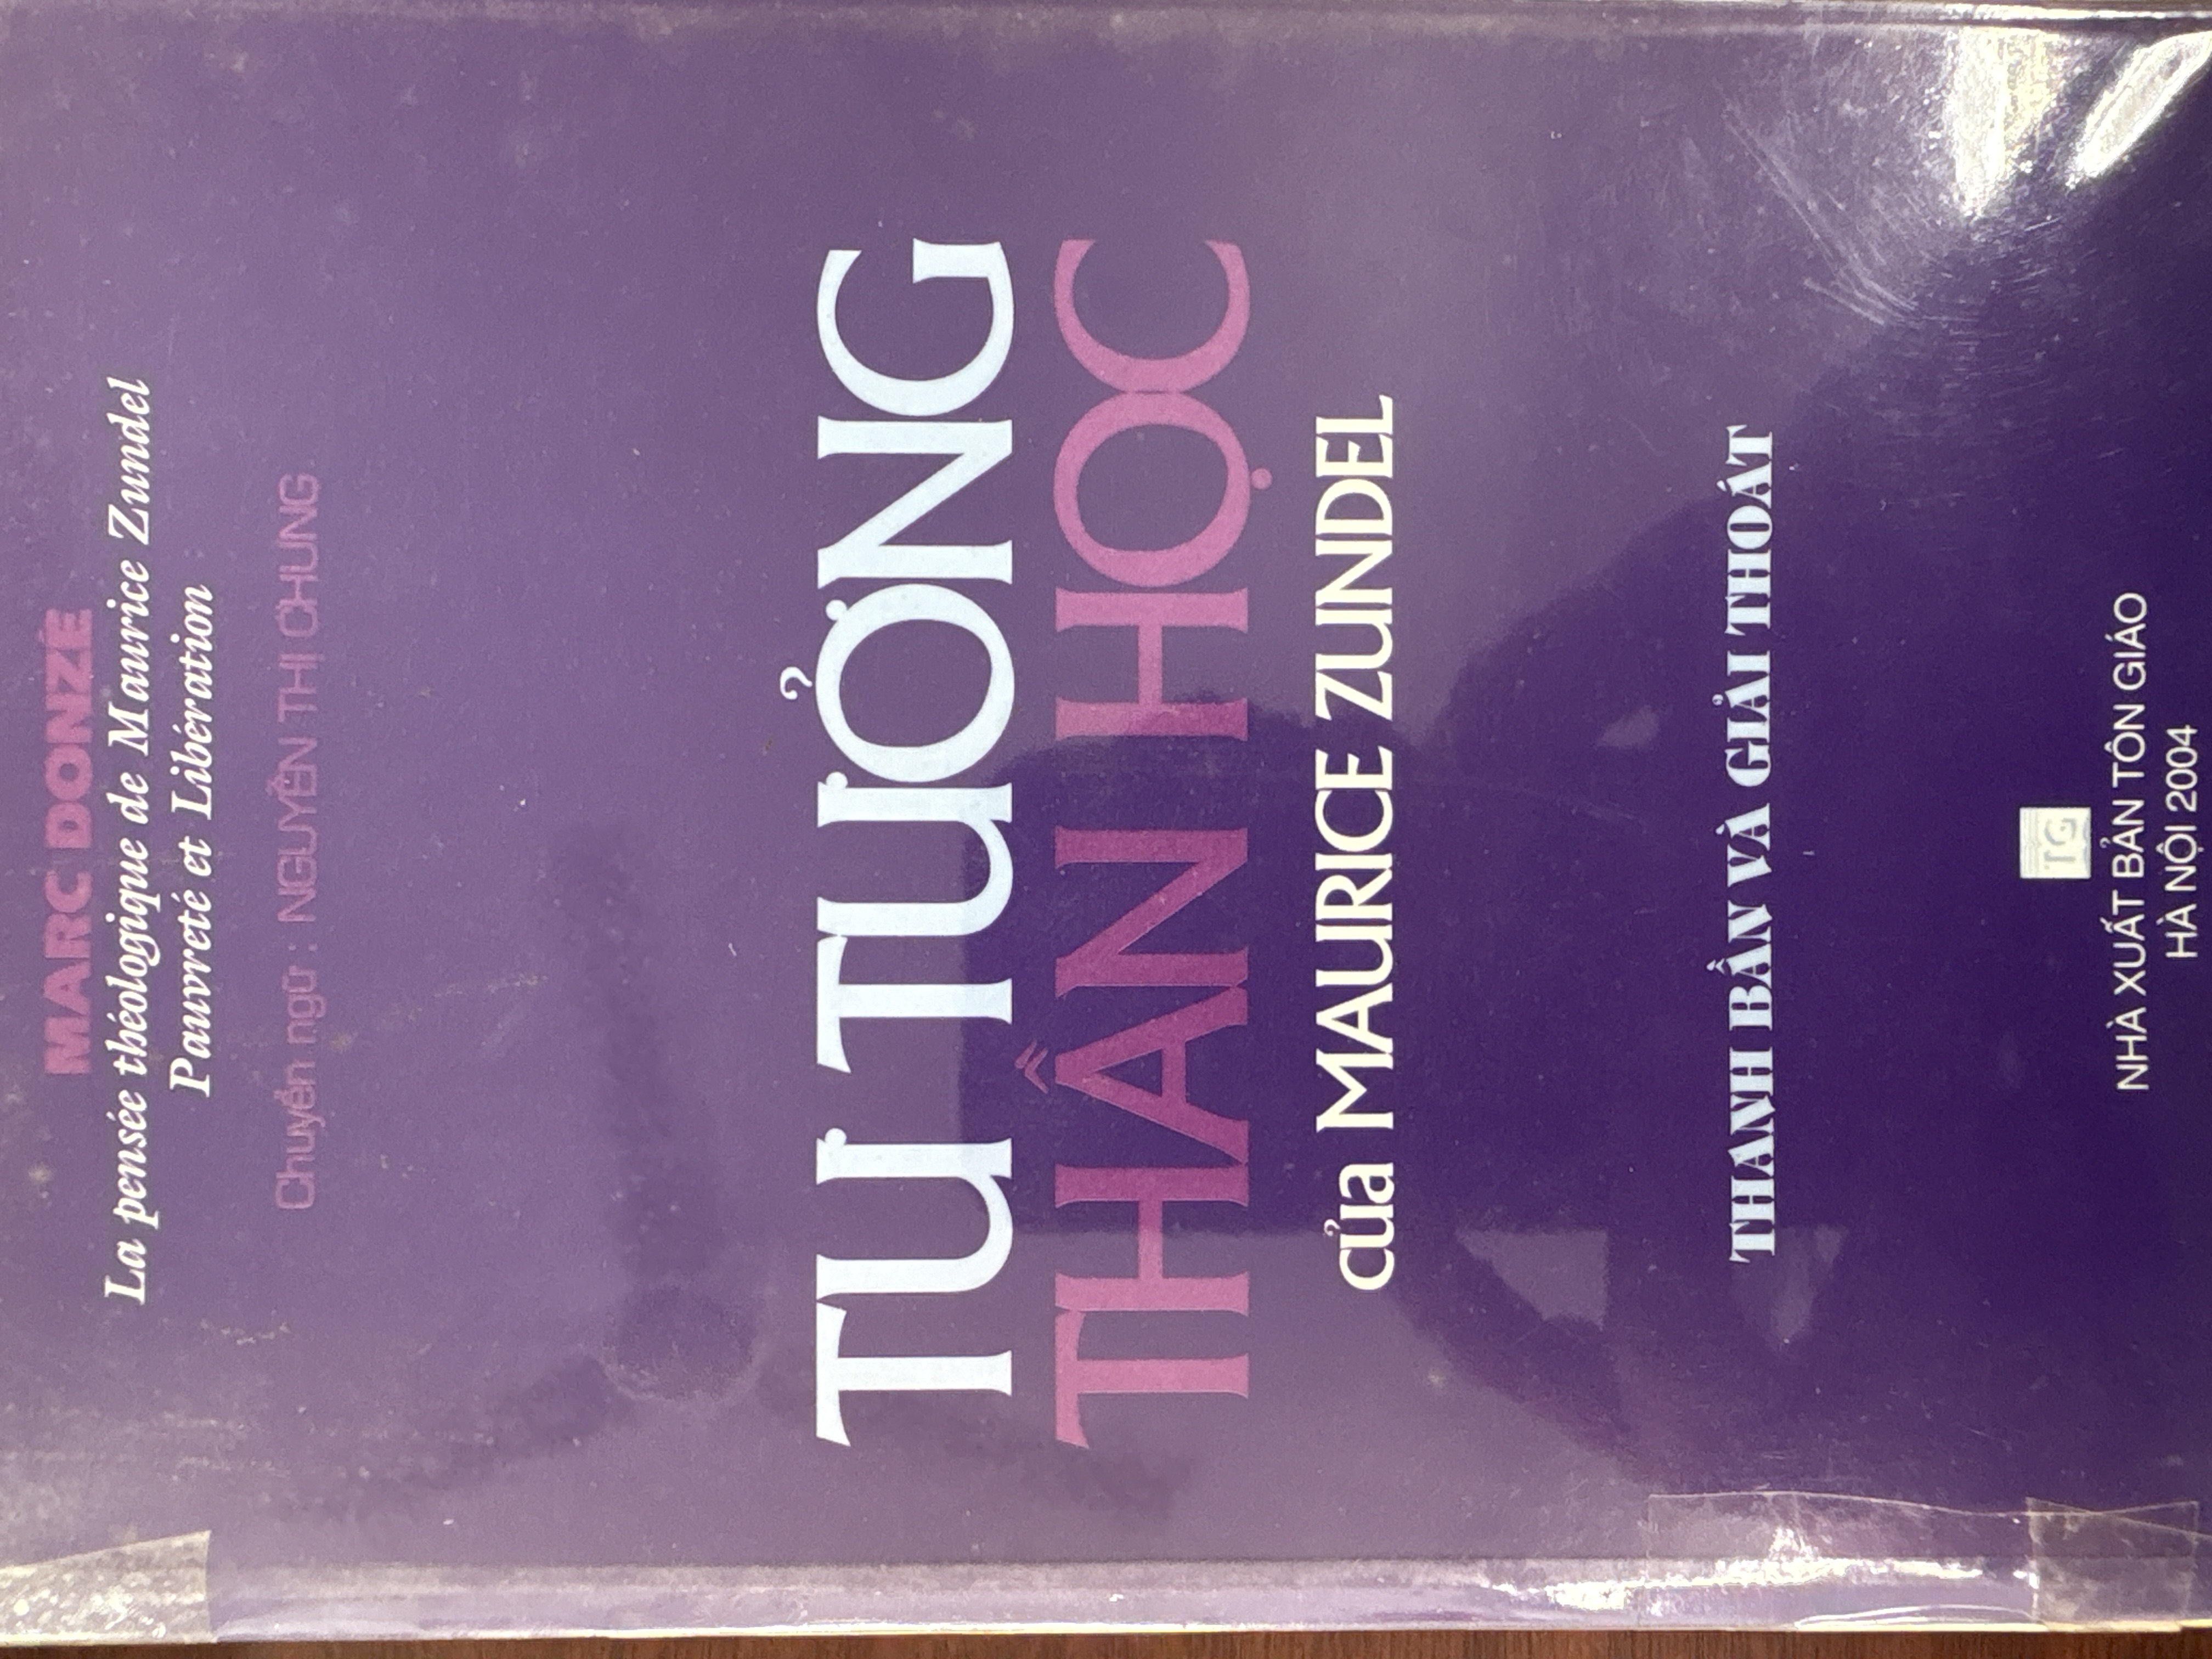 MARC DONZÉ
La pensée théologique de Maurice Zundel
Pauvreté et Libération
Chuyển ngữ : NGUYỄN THỊ CHUNG
TƯ TƯỞNG
THẦN HỌC
của MAURICE ZUNDEL
THANH BẦN VÀ GIẢI THOÁT
TG
NHÀ XUẤT BẢN TÔN GIÁO
HÀ NỘI 2004